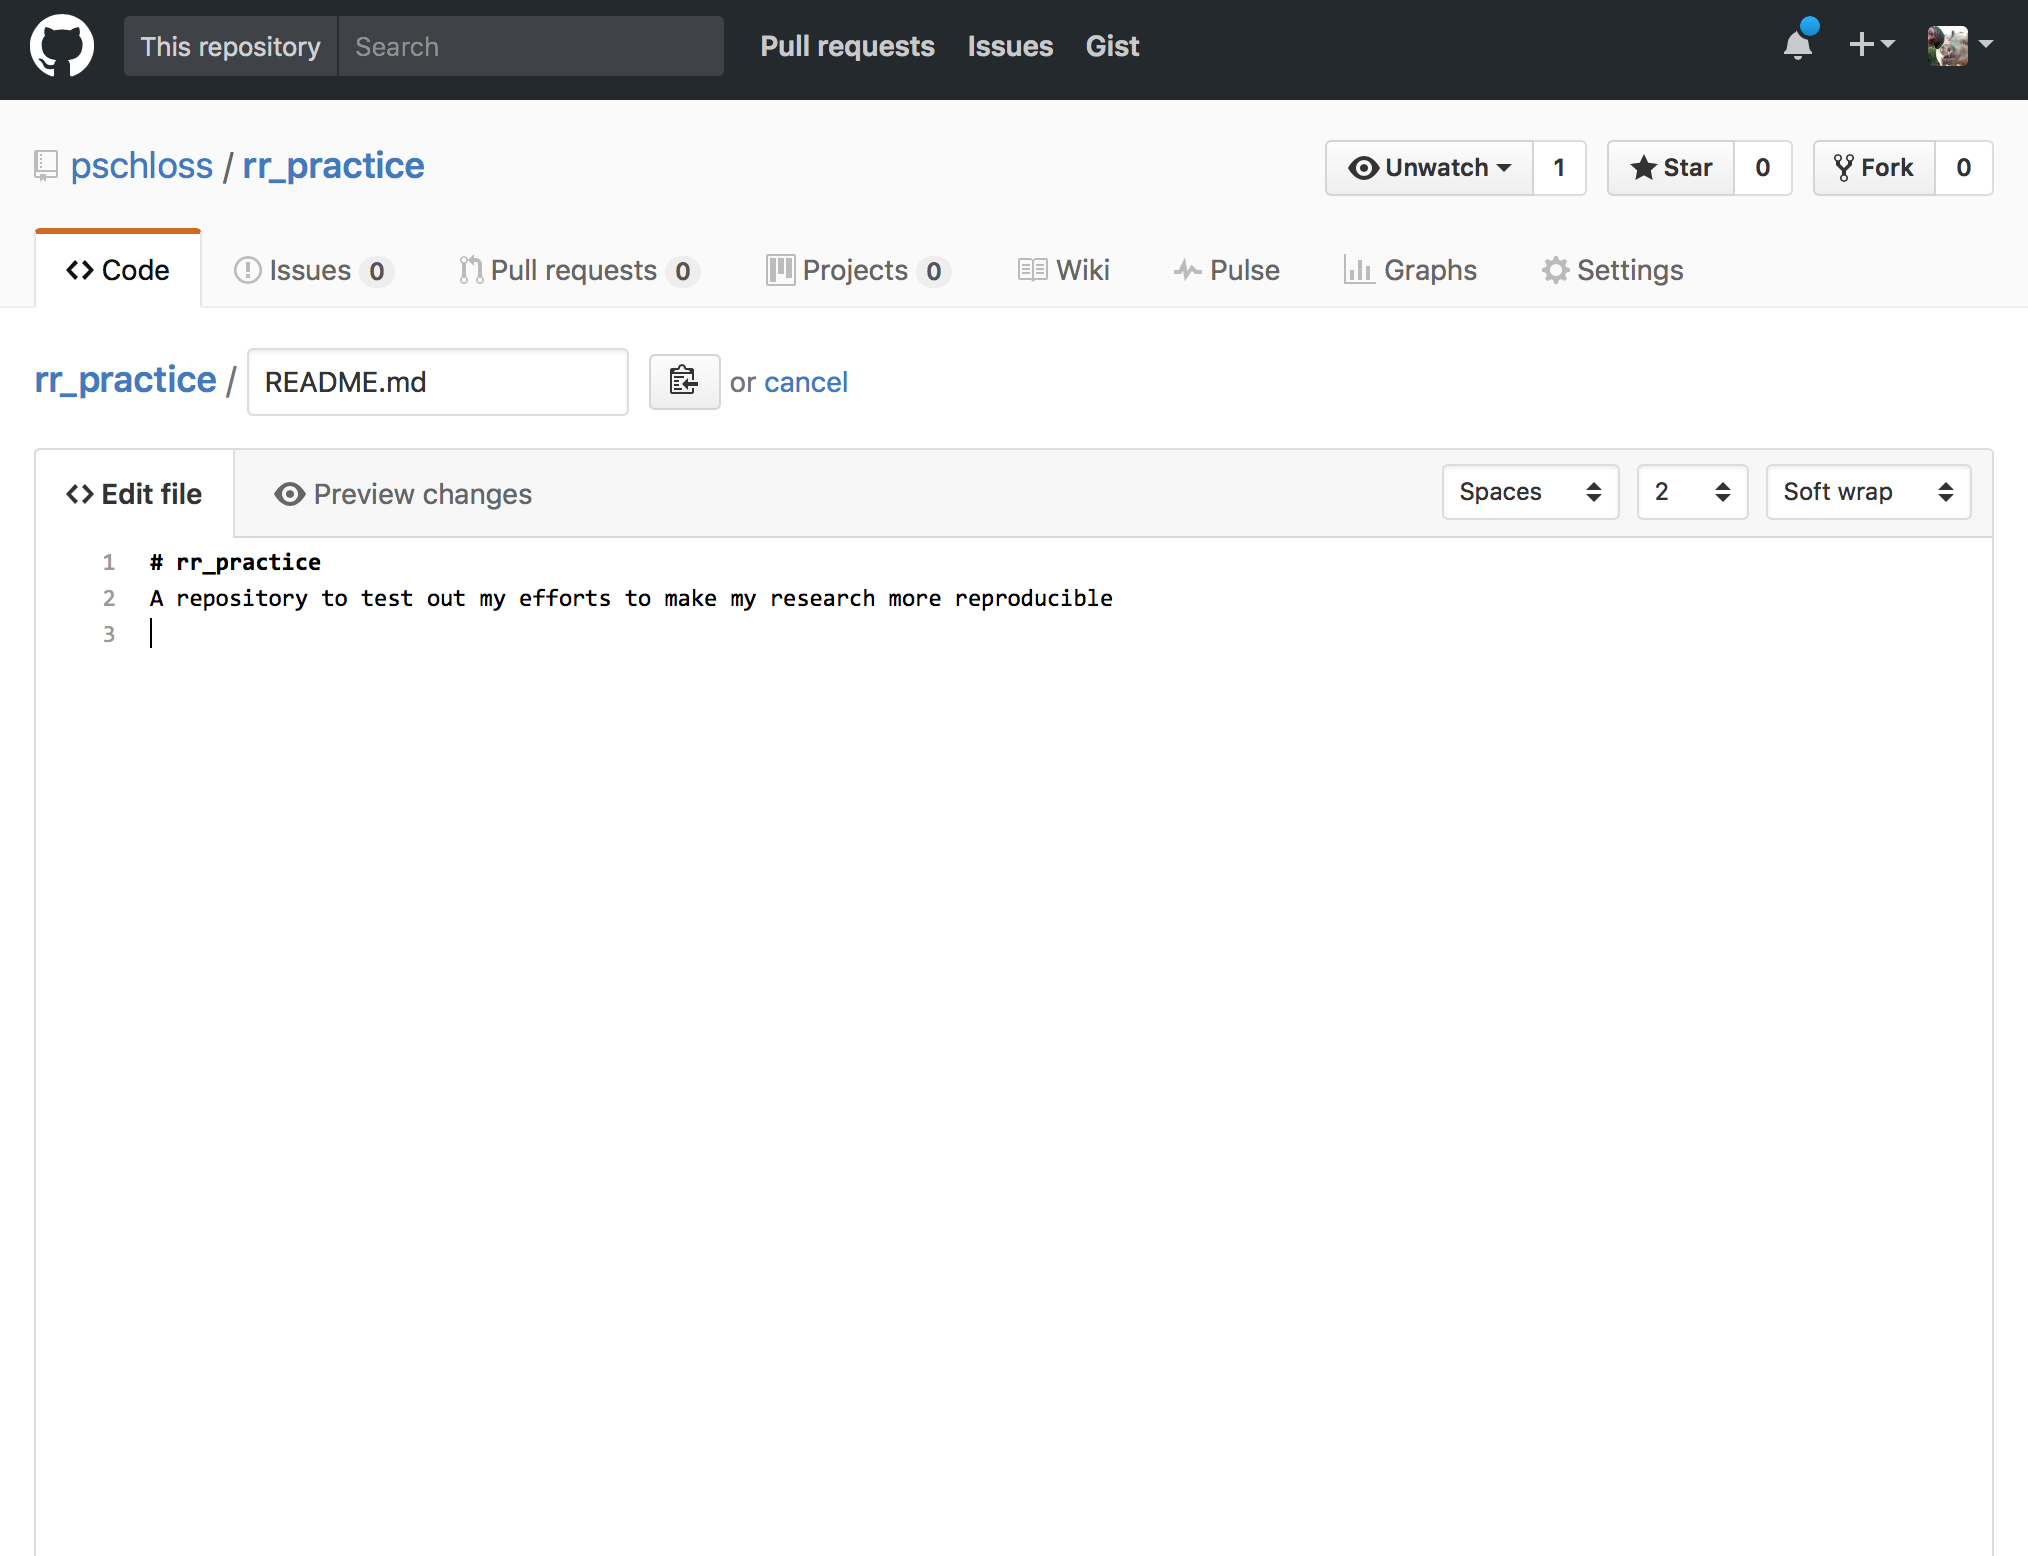 This repository Search Pull requests Issues Gist
pschloss / rr_practice Unwatch 1 Star 0 Fork 0
Code Issues 0 Pull requests 0 Projects 0 Wiki Pulse Graphs Settings
rr_practice / README.md or cancel
Edit file Preview changes Spaces 2 Soft wrap
1 # rr_practice
2 A repository to test out my efforts to make my research more reproducible
3